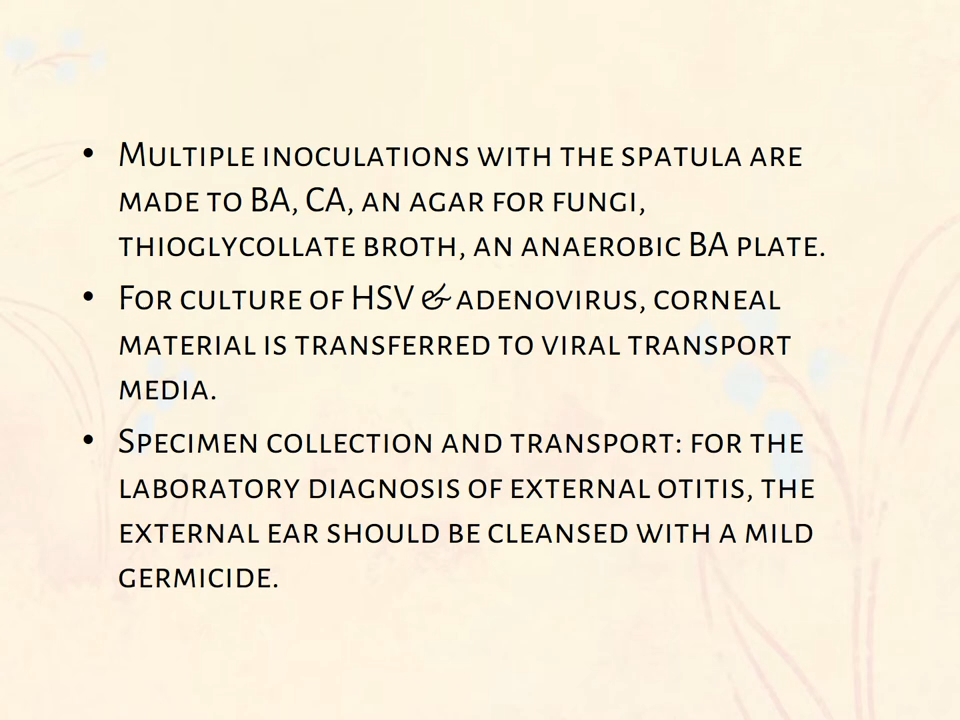 • Multiple inoculations with the spatula are
made to BA, CA, an agar for fungi,
thioglycollate broth, an anaerobic BA plate.
• For culture of HSV & adenovirus, corneal
material is transferred to viral transport
media.
• Specimen collection and transport: for the
laboratory diagnosis of external otitis, the
external ear should be cleansed with a mild
germicide.